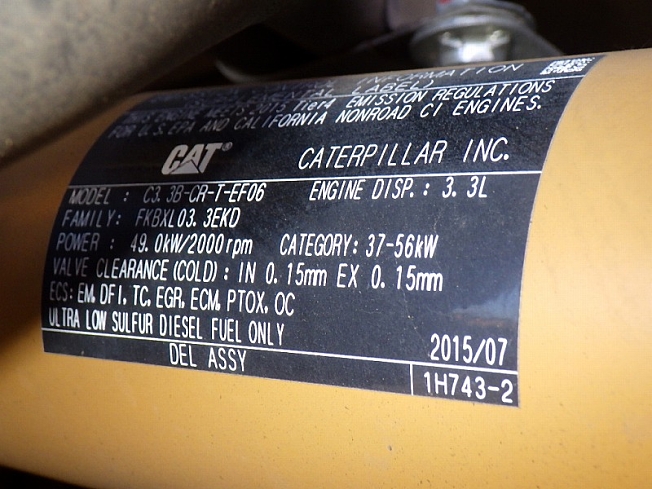 INFORMATION
LABEL
2015 Tier4 EMISSION REGULATIONS
FOR U.S. EPA AND CALIFORNIA NONROAD CI ENGINES.
CAT® CATERPILLAR INC.
MODEL : C3.3B-CR-T-EF06 ENGINE DISP.: 3.3L
FAMILY: FKBXL03.3EKD
POWER : 49.0kW/2000rpm CATEGORY: 37-56kW
VALVE CLEARANCE(COLD): IN 0.15mm EX 0.15mm
ECS: EM, DFI, TC, EGR, ECM, PTOX, OC
ULTRA LOW SULFUR DIESEL FUEL ONLY
2015/07
DEL ASSY
1H743-2